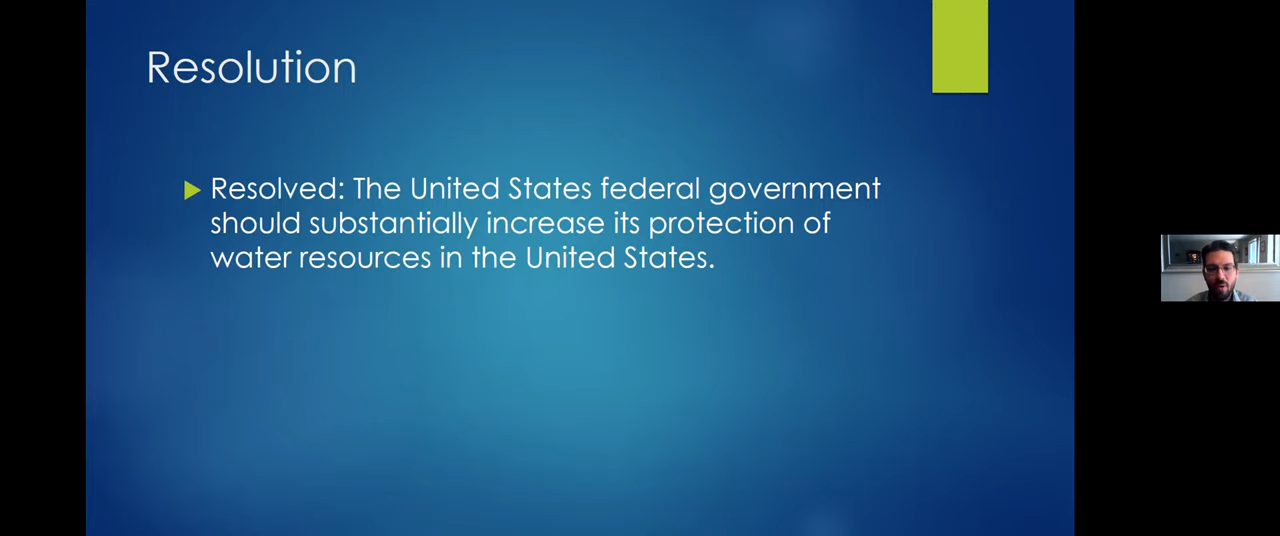 Resolution
Resolved: The United States federal government
should substantially increase its protection of
water resources in the United States.